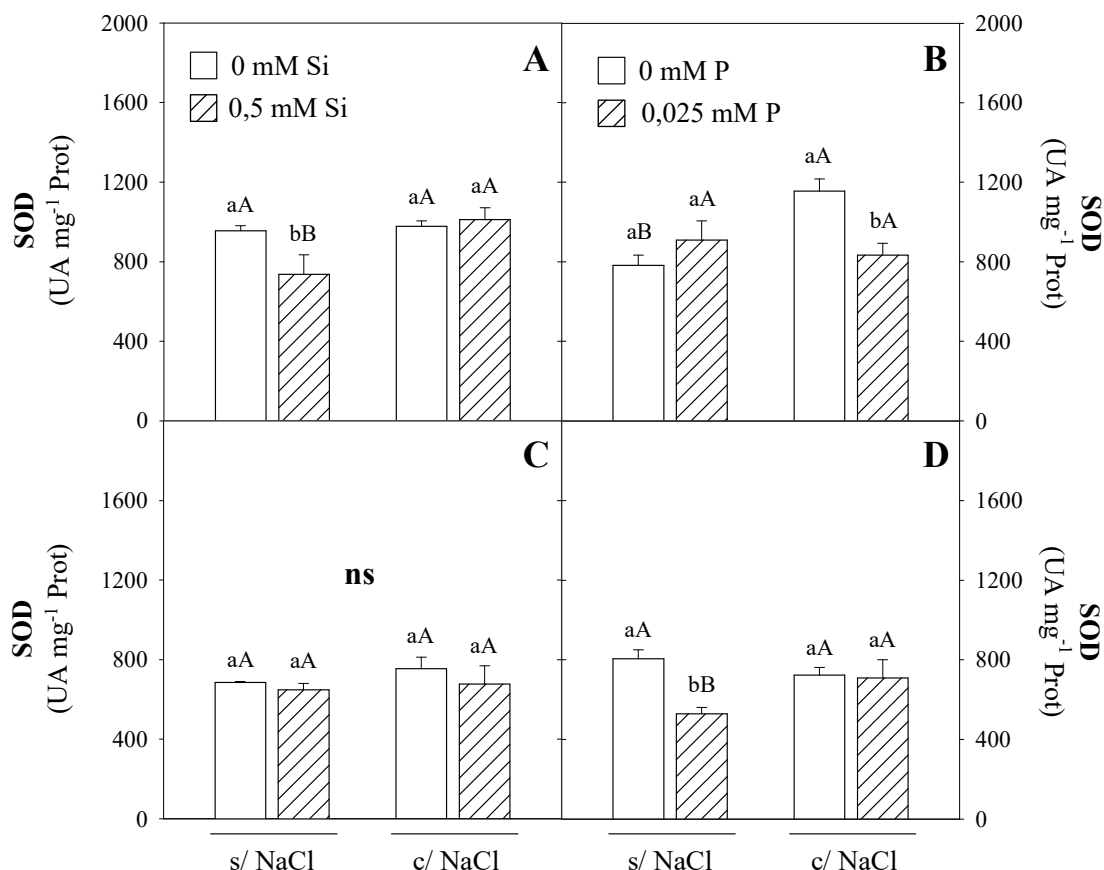 A
0 mM Si
0,5 mM Si
2000
1600
1200
800
400
0
SOD
(UA mg⁻¹ Prot)
aA
bB
aA
aA
B
0 mM P
0,025 mM P
2000
1600
1200
800
400
0
SOD
(UA mg⁻¹ Prot)
aB
aA
aA
bA
C
ns
1600
1200
800
400
0
SOD
(UA mg⁻¹ Prot)
aA
aA
aA
aA
s/ NaCl
c/ NaCl
D
1600
1200
800
400
0
SOD
(UA mg⁻¹ Prot)
aA
bB
aA
aA
s/ NaCl
c/ NaCl